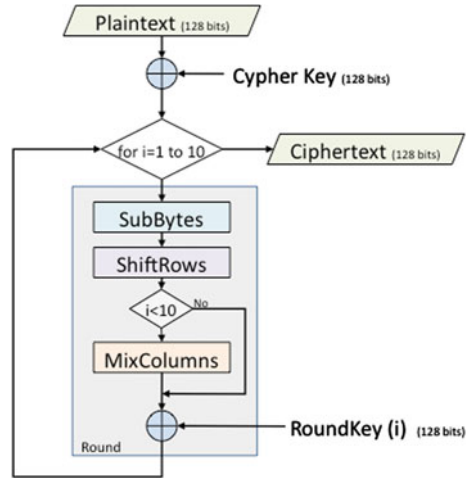 Plaintext (128 bits)
Cypher Key (128 bits)
for i=1 to 10
Ciphertext (128 bits)
SubBytes
ShiftRows
i<10
No
MixColumns
RoundKey (i) (128 bits)
Round